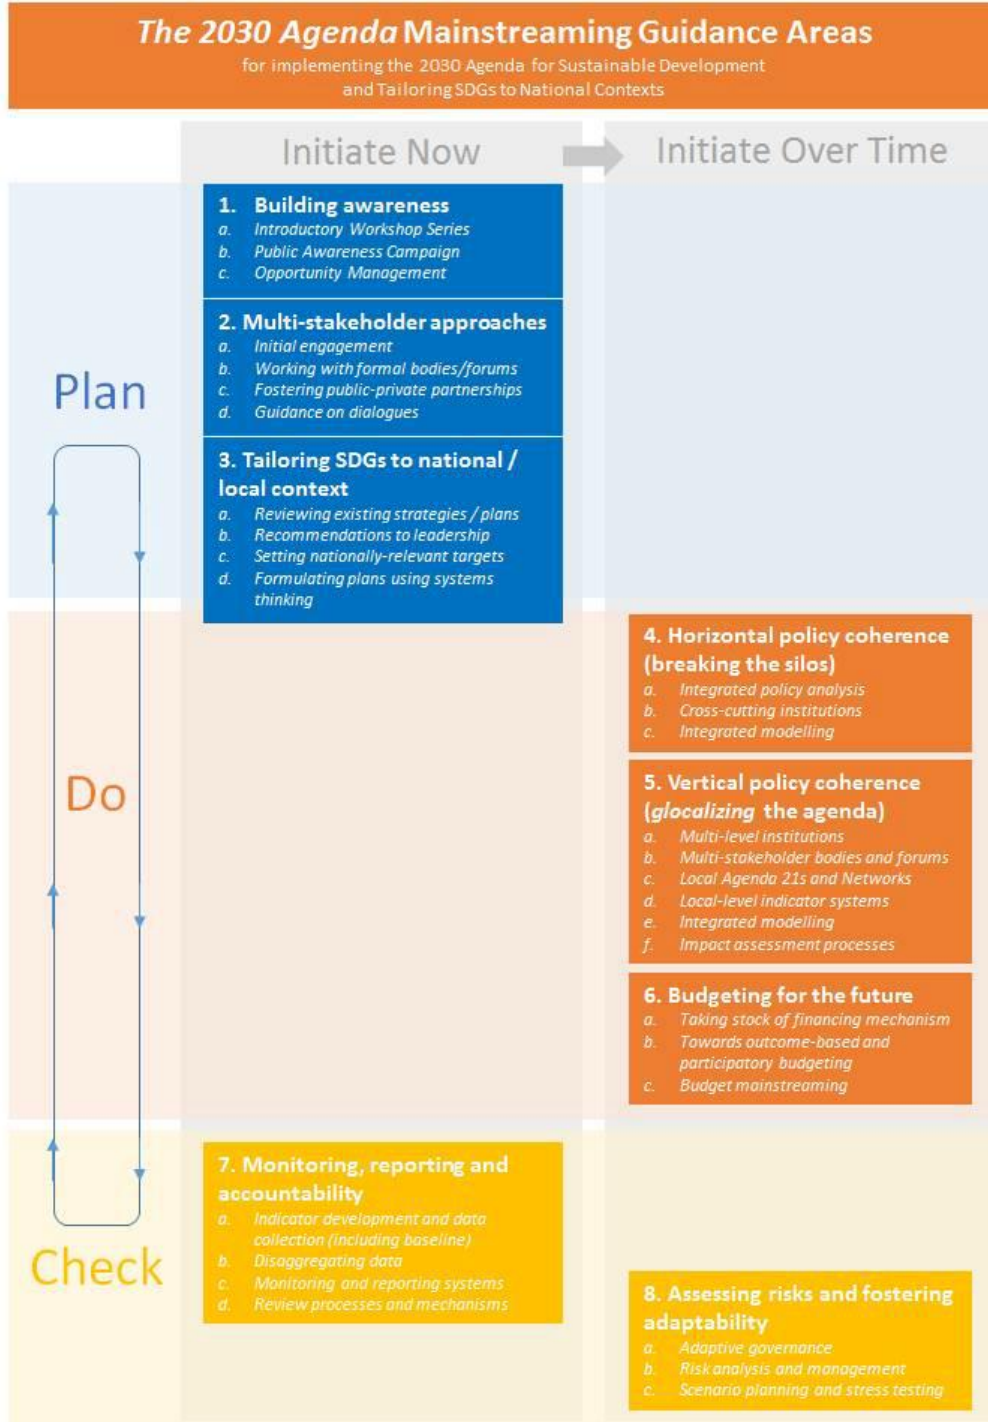 The 2030 Agenda Mainstreaming Guidance Areas
for implementing the 2030 Agenda for Sustainable Development
and Tailoring SDGs to National Contexts
Initiate Now
Initiate Over Time
Plan
1. Building awareness
a. Introductory Workshop Series
b. Public Awareness Campaign
c. Opportunity Management
2. Multi-stakeholder approaches
a. Initial engagement
b. Working with formal bodies/forums
c. Fostering public-private partnerships
d. Guidance on dialogues
3. Tailoring SDGs to national /
local context
a. Reviewing existing strategies / plans
b. Recommendations to leadership
c. Setting nationally-relevant targets
d. Formulating plans using systems
thinking
Do
4. Horizontal policy coherence
(breaking the silos)
a. Integrated policy analysis
b. Cross-cutting institutions
c. Integrated modelling
5. Vertical policy coherence
(glocalizing the agenda)
a. Multi-level institutions
b. Multi-stakeholder bodies and forums
c. Local Agenda 21s and Networks
d. Local-level indicator systems
e. Integrated modelling
f. Impact assessment processes
6. Budgeting for the future
a. Taking stock of financing mechanism
b. Towards outcome-based and
participatory budgeting
c. Budget mainstreaming
Check
7. Monitoring, reporting and
accountability
a. Indicator development and data
collection (including baseline)
b. Disaggregating data
c. Monitoring and reporting systems
d. Review processes and mechanisms
8. Assessing risks and fostering
adaptability
a. Adaptive governance
b. Risk analysis and management
c. Scenario planning and stress testing